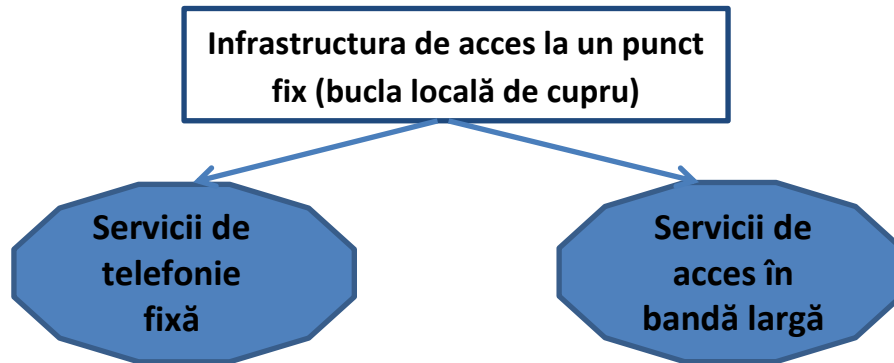 Infrastructura de acces la un punct
fix (bucla locală de cupru)
Servicii de
telefonie
fixă
Servicii de
acces în
bandă largă